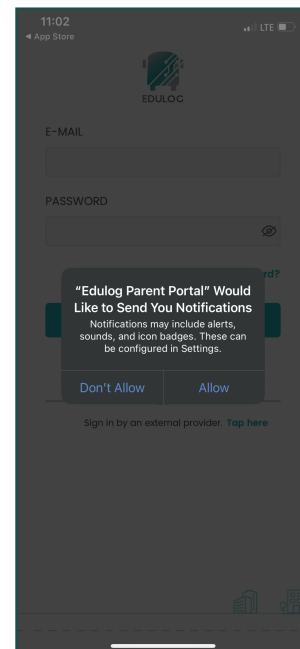 11:02
LTE
◀ App Store
EDULOG
E-MAIL
PASSWORD
rd?
"Edulog Parent Portal" Would
Like to Send You Notifications
Notifications may include alerts,
sounds, and icon badges. These can
be configured in Settings.
Don't Allow
Allow
Sign in by an external provider. Tap here